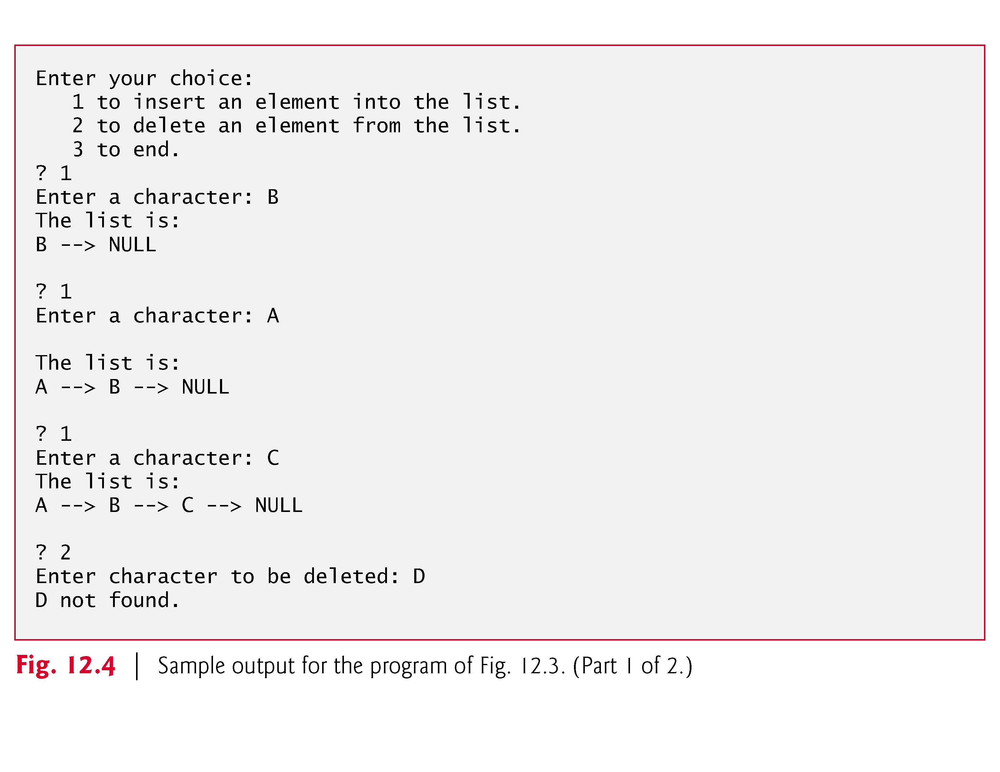 Enter your choice:
   1 to insert an element into the list.
   2 to delete an element from the list.
   3 to end.
? 1
Enter a character: B
The list is:
B --> NULL

? 1
Enter a character: A

The list is:
A --> B --> NULL

? 1
Enter a character: C
The list is:
A --> B --> C --> NULL

? 2
Enter character to be deleted: D
D not found.

Fig. 12.4 | Sample output for the program of Fig. 12.3. (Part 1 of 2.)